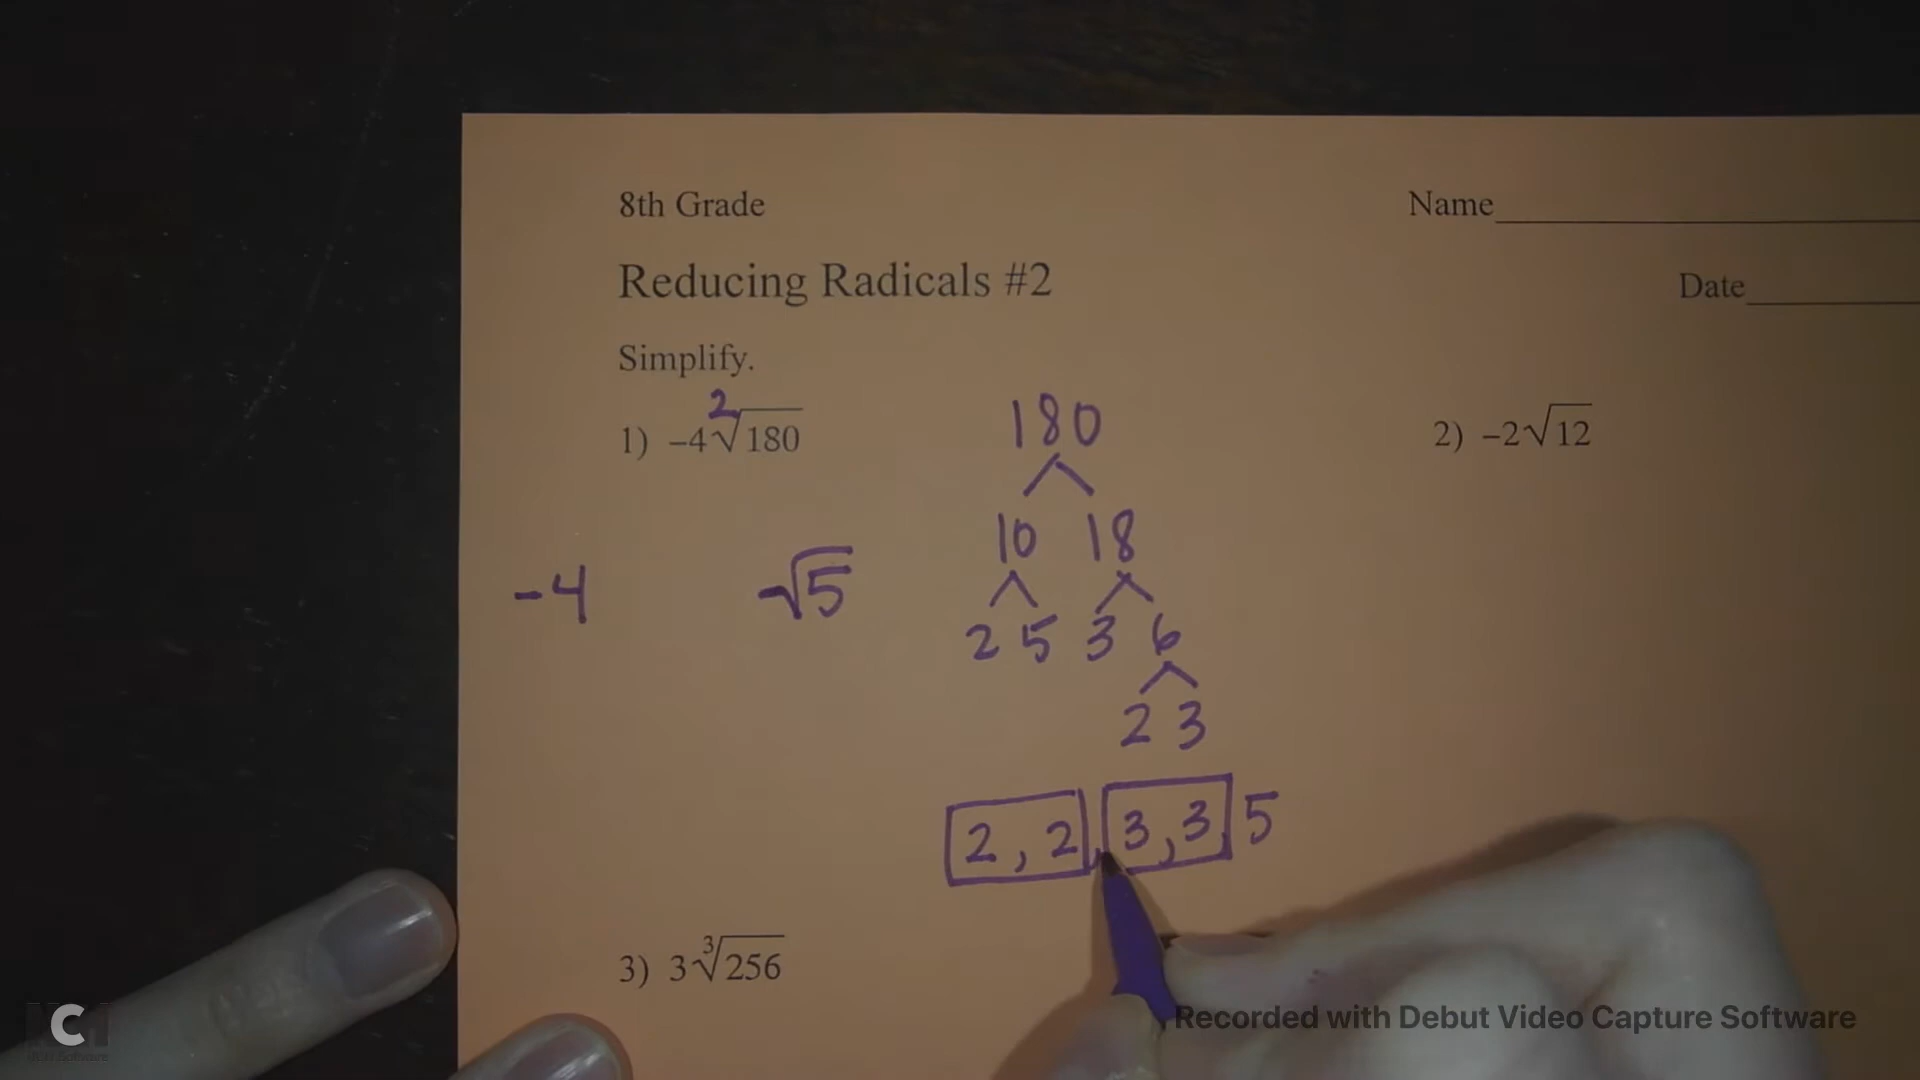 8th Grade
Name
Reducing Radicals #2
Date
Simplify.
1) -4 2√180
180
2) -2√12
10 18
-4 √5
2 5 3 6
2 3
2, 2, 3, 3, 5
3) 3 3√256
Recorded with Debut Video Capture Software